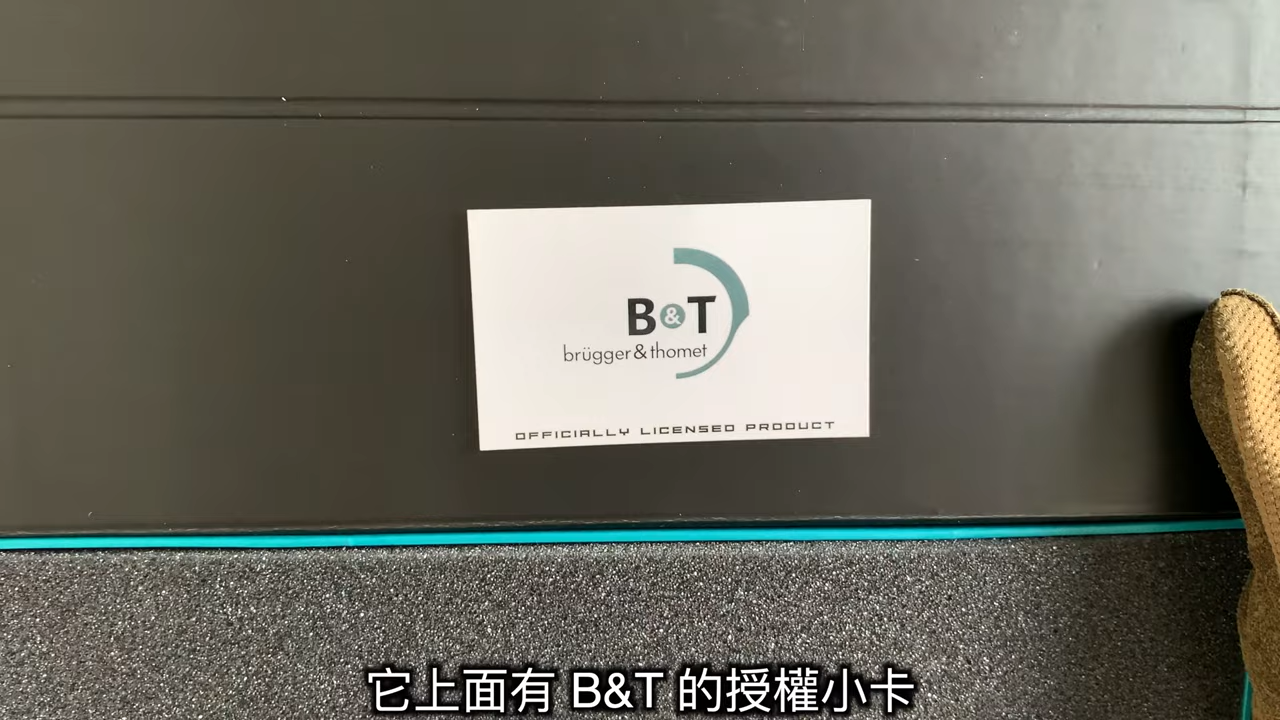 B&T
brügger&thomet
OFFICIALLY LICENSED PRODUCT
它上面有 B&T 的授權小卡